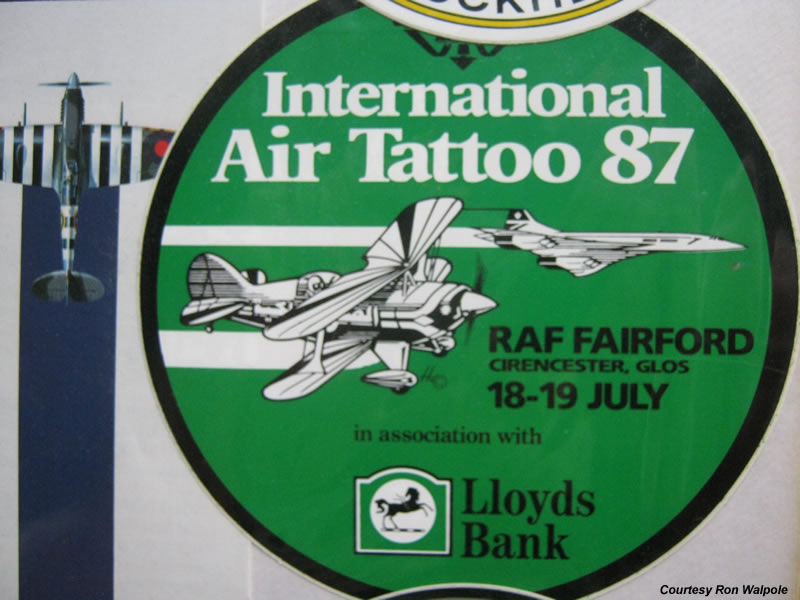 International
Air Tattoo 87
RAF FAIRFORD
CIRENCESTER, GLOS
18-19 JULY
in association with
Lloyds
Bank
Courtesy Ron Walpole